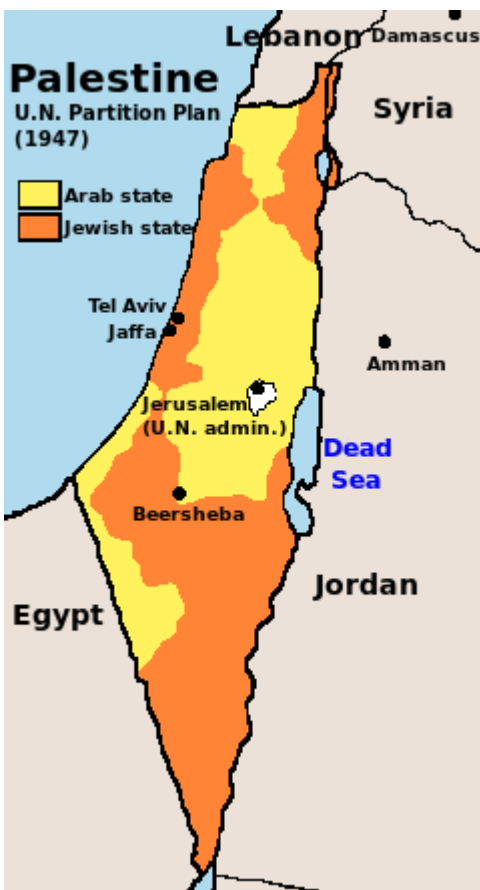 Lebanon
Damascus
Palestine
U.N. Partition Plan
(1947)
Syria
Arab state
Jewish state
Tel Aviv
Jaffa
Amman
Jerusalem
(U.N. admin.)
Dead
Sea
Beersheba
Jordan
Egypt